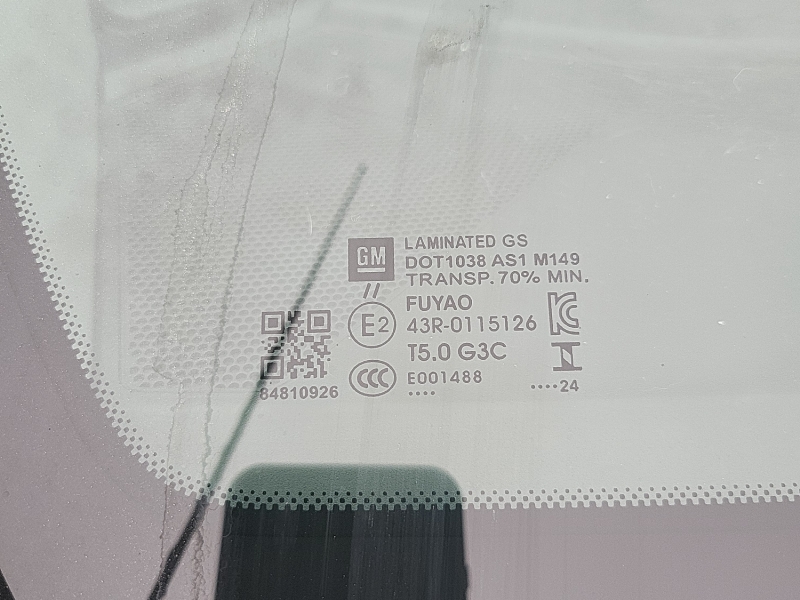 GM
LAMINATED GS
DOT1038 AS1 M149
TRANSP. 70% MIN.
FUYAO
E2
43R-0115126
T5.0 G3C
CCC
E001488
84810926
....
....24